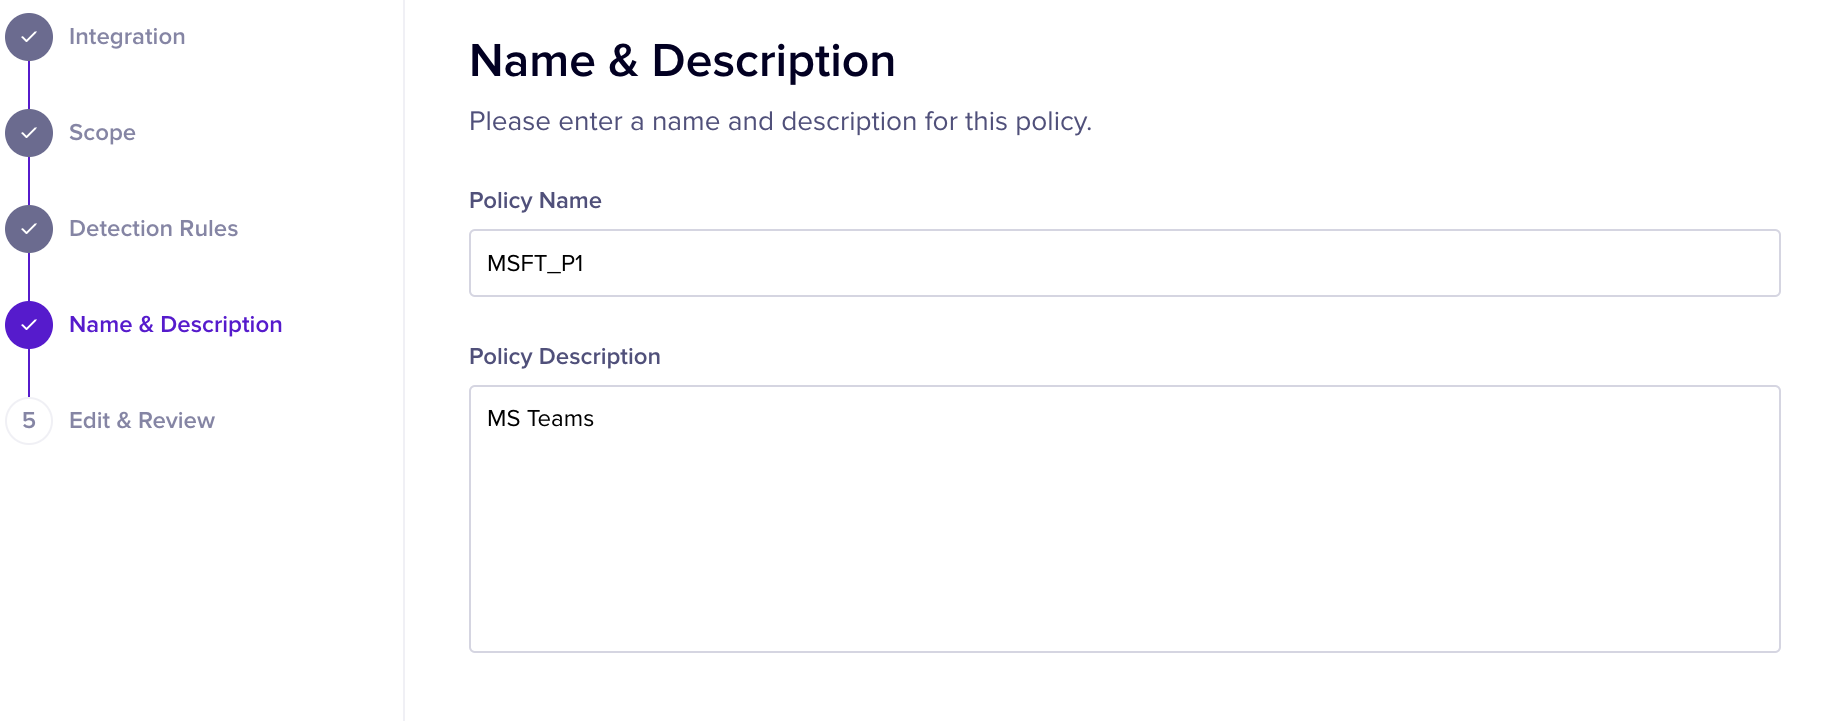 Integration
Scope
Detection Rules
Name & Description
5 Edit & Review
Name & Description
Please enter a name and description for this policy.
Policy Name
MSFT_P1
Policy Description
MS Teams